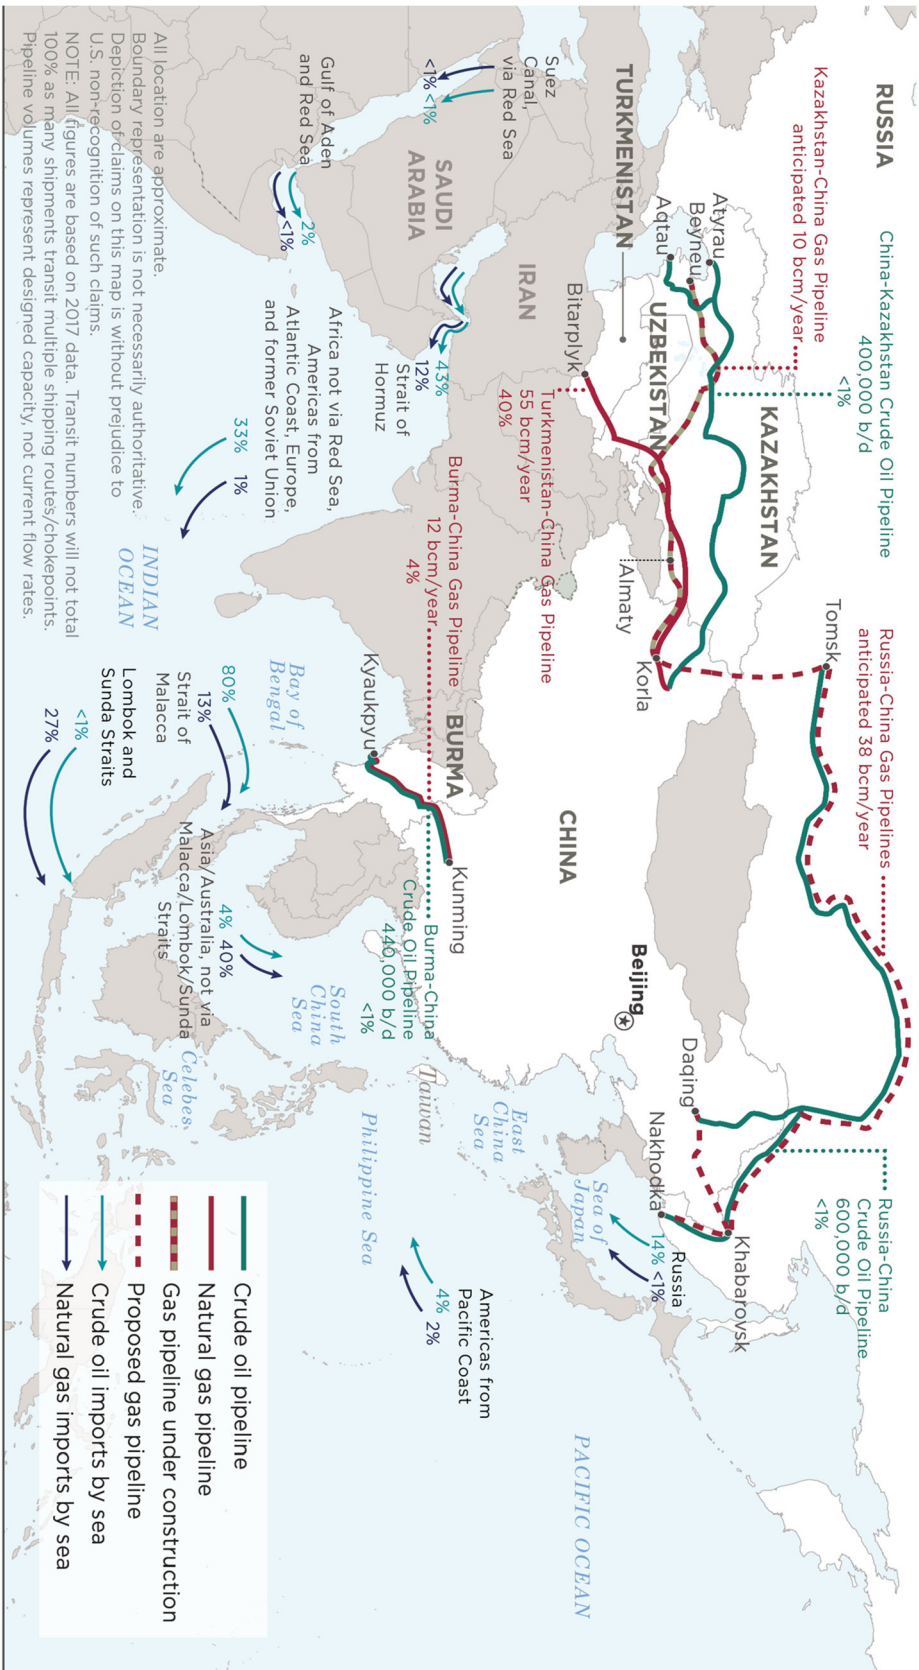 RUSSIA
Kazakhstan-China Gas Pipeline
anticipated 10 bcm/year
China-Kazakhstan Crude Oil Pipeline
400,000 b/d
<1%
Russia-China Gas Pipelines
anticipated 38 bcm/year
Russia-China
Crude Oil Pipeline
600,000 b/d
<1%
Tomsk
KAZAKHSTAN
Atyrau
Beyneu
Aqtau
UZBEKISTAN
TURKMENISTAN
Almaty
Korla
Khabarovsk
Daqing
Nakhodka
Russia
14% <1%
Beijing
Sea of
Japan
PACIFIC OCEAN
Bitarplyk
CHINA
Turkmenistan-China Gas Pipeline
55 bcm/year
40%
IRAN
Suez
Canal,
via Red Sea
<1% <1%
SAUDI
ARABIA
East
China
Sea
Burma-China Gas Pipeline
12 bcm/year
4%
BURMA
Kunming
Kyaukpyu
Burma-China
Crude Oil Pipeline
440,000 b/d
<1%
Taiwan
Americas from
Pacific Coast
4% 2%
Philippine Sea
43%
12%
Strait of
Hormuz
Gulf of Aden
and Red Sea
2%
<1%
Africa not via Red Sea,
Americas from
Atlantic Coast, Europe,
and former Soviet Union
33% 1%
Bay of
Bengal
South
China
Sea
80%
13%
Strait of
Malacca
4% 40%
Asia/Australia, not via
Malacca/Lombok/Sunda
Straits
Celebes
Sea
INDIAN
OCEAN
Lombok and
Sunda Straits
<1%
27%
Crude oil pipeline
Natural gas pipeline
Gas pipeline under construction
Proposed gas pipeline
Crude oil imports by sea
Natural gas imports by sea
All location are approximate.
Boundary representation is not necessarily authoritative.
Depiction of claims on this map is without prejudice to
U.S. non-recognition of such claims.
NOTE: All figures are based on 2017 data. Transit numbers will not total
100% as many shipments transit multiple shipping routes/chokepoints.
Pipeline volumes represent designed capacity, not current flow rates.